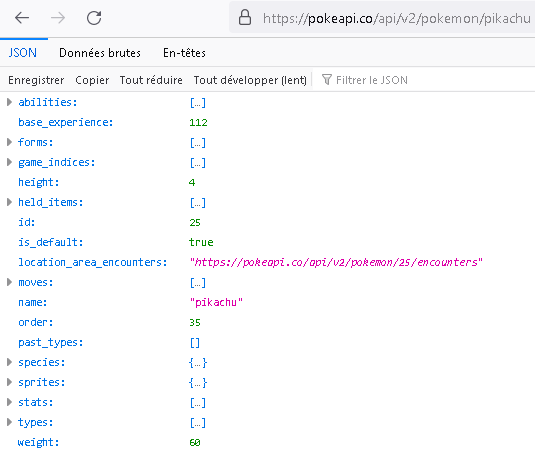 https://pokeapi.co/api/v2/pokemon/pikachu
JSON Données brutes En-têtes
Enregistrer Copier Tout réduire Tout développer (lent) Filtrer le JSON
abilities: […]
base_experience: 112
forms: […]
game_indices: […]
height: 4
held_items: […]
id: 25
is_default: true
location_area_encounters: "https://pokeapi.co/api/v2/pokemon/25/encounters"
moves: […]
name: "pikachu"
order: 35
past_types: []
species: {…}
sprites: {…}
stats: […]
types: […]
weight: 60